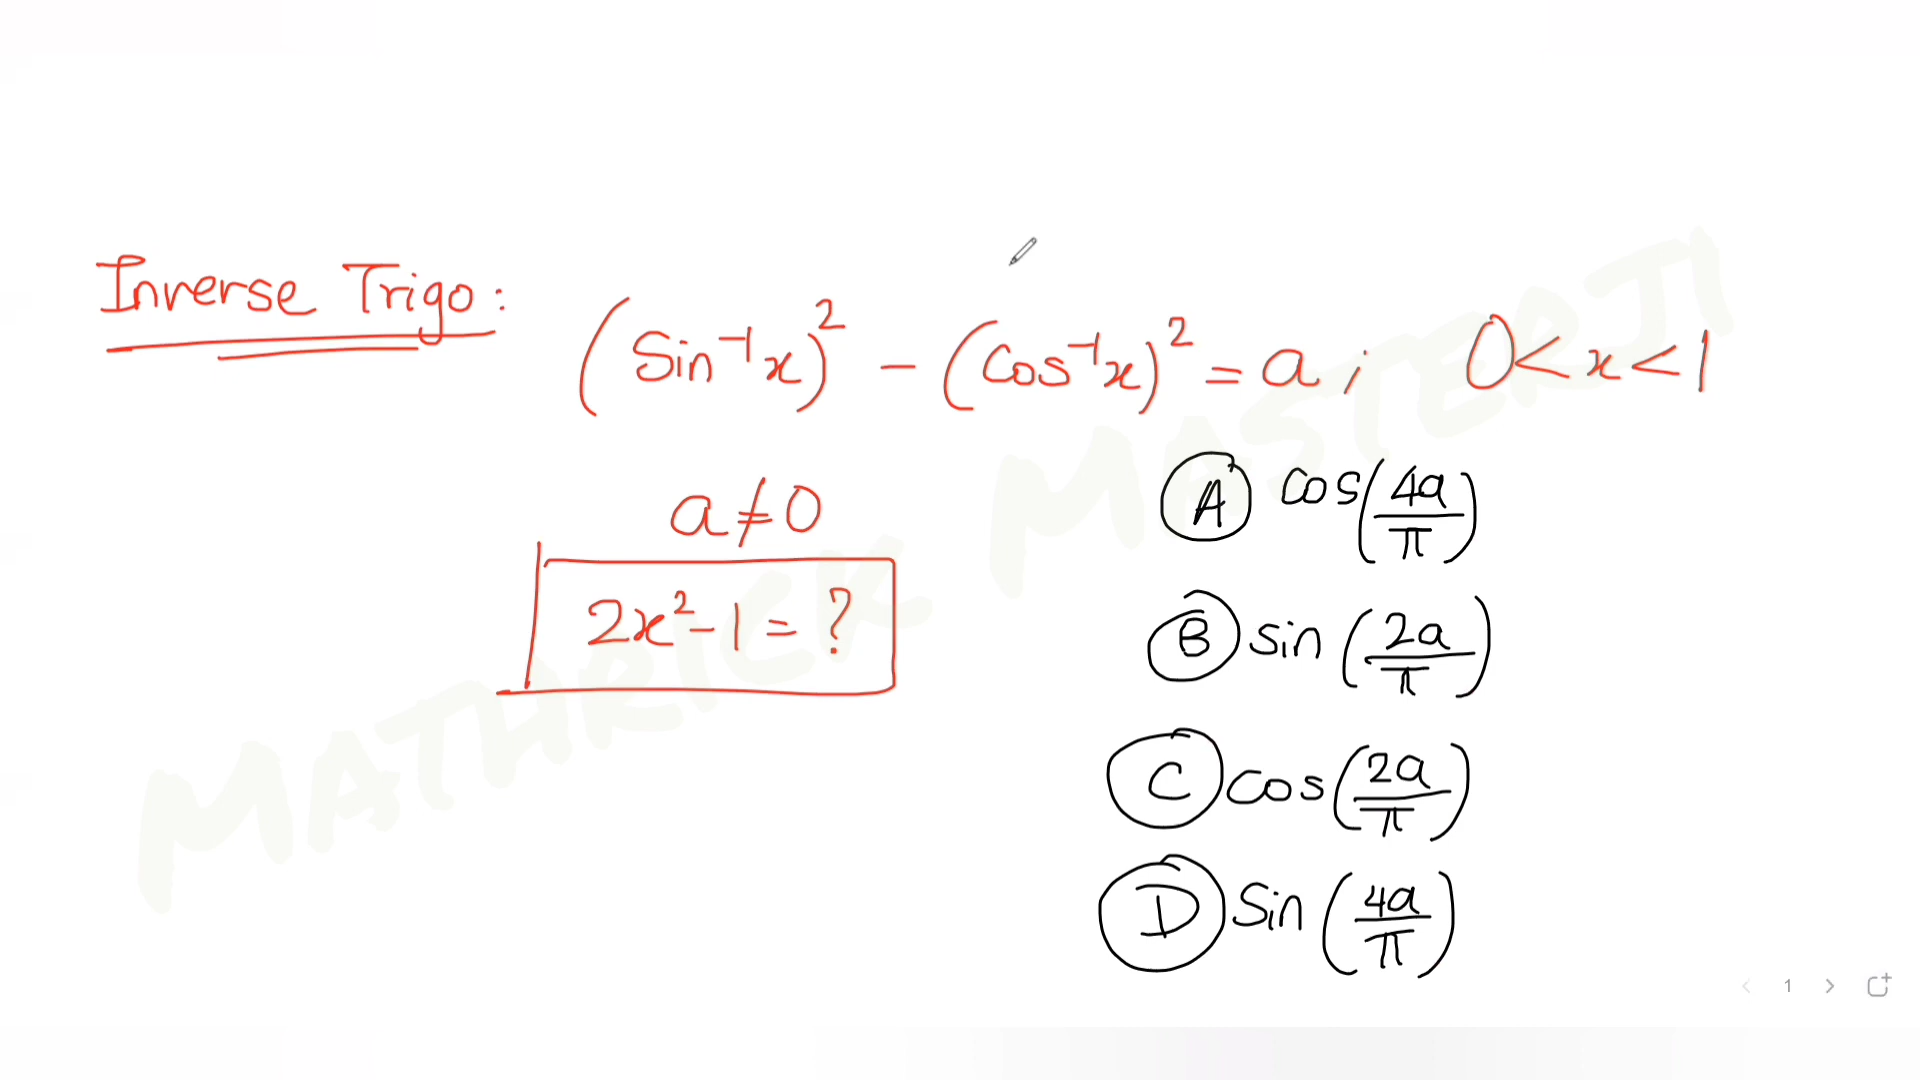 Inverse Trigo:
(Sin⁻¹x)² - (Cos⁻¹x)² = a ; 0 < x < 1
a ≠ 0
2x² - 1 = ?
A cos(4a/π)
B sin(2a/π)
C cos(2a/π)
D Sin(4a/π)
MATHRICK MASTERJI
1